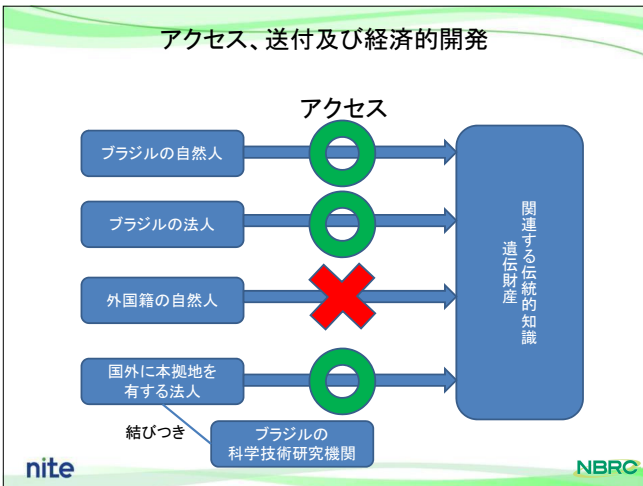 アクセス、送付及び経済的開発
アクセス
ブラジルの自然人
ブラジルの法人
外国籍の自然人
国外に本拠地を
有する法人
結びつき
ブラジルの
科学技術研究機関
関連する伝統的知識
遺伝財産
nite
NBRC